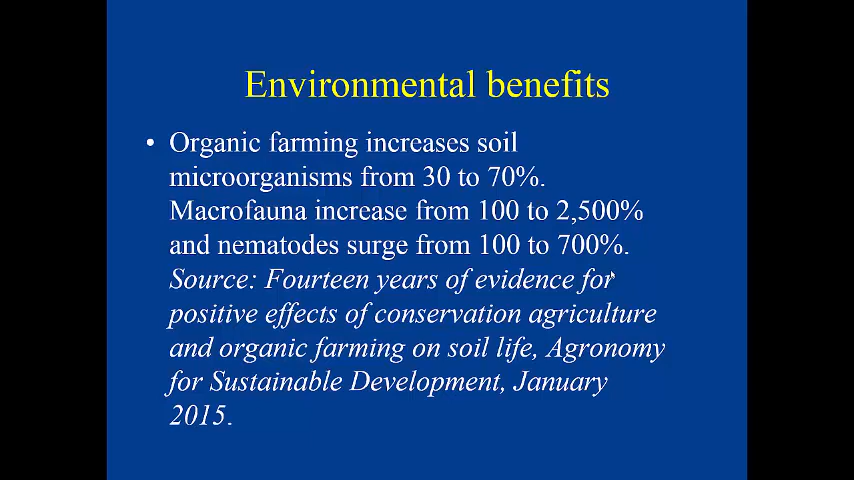 Environmental benefits
• Organic farming increases soil
microorganisms from 30 to 70%.
Macrofauna increase from 100 to 2,500%
and nematodes surge from 100 to 700%.
Source: Fourteen years of evidence for
positive effects of conservation agriculture
and organic farming on soil life, Agronomy
for Sustainable Development, January
2015.